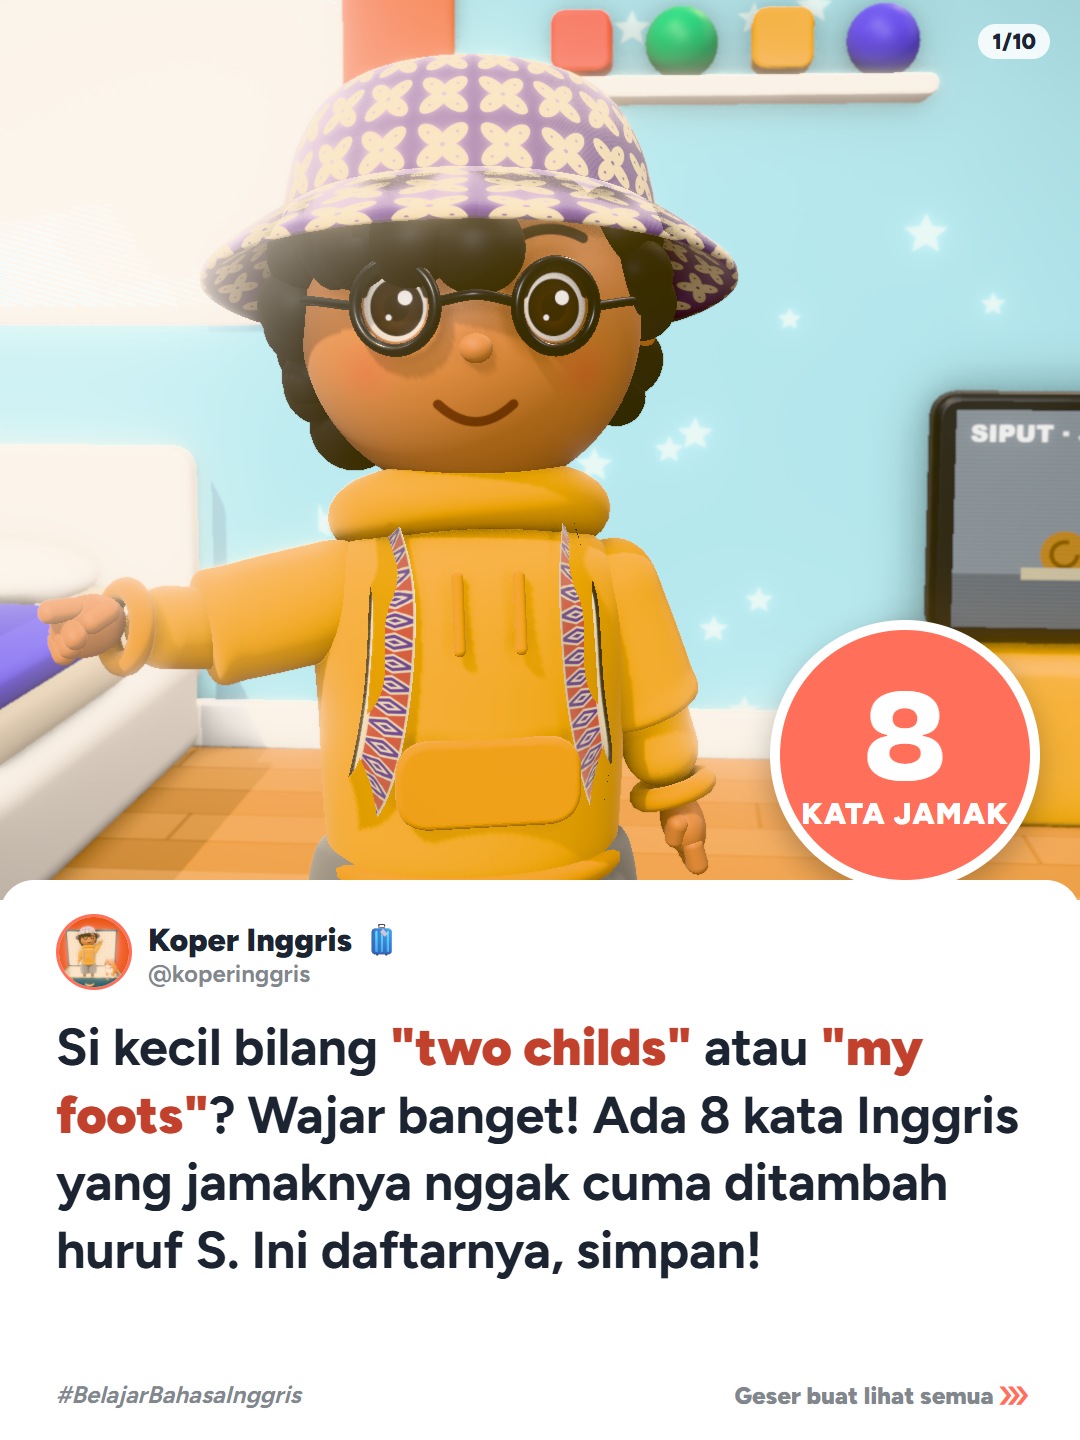 1/10
SIPUT ·
8
KATA JAMAK
Koper Inggris
@koperinggris
Si kecil bilang "two childs" atau "my
foots"? Wajar banget! Ada 8 kata Inggris
yang jamaknya nggak cuma ditambah
huruf S. Ini daftarnya, simpan!
#BelajarBahasaInggris
Geser buat lihat semua